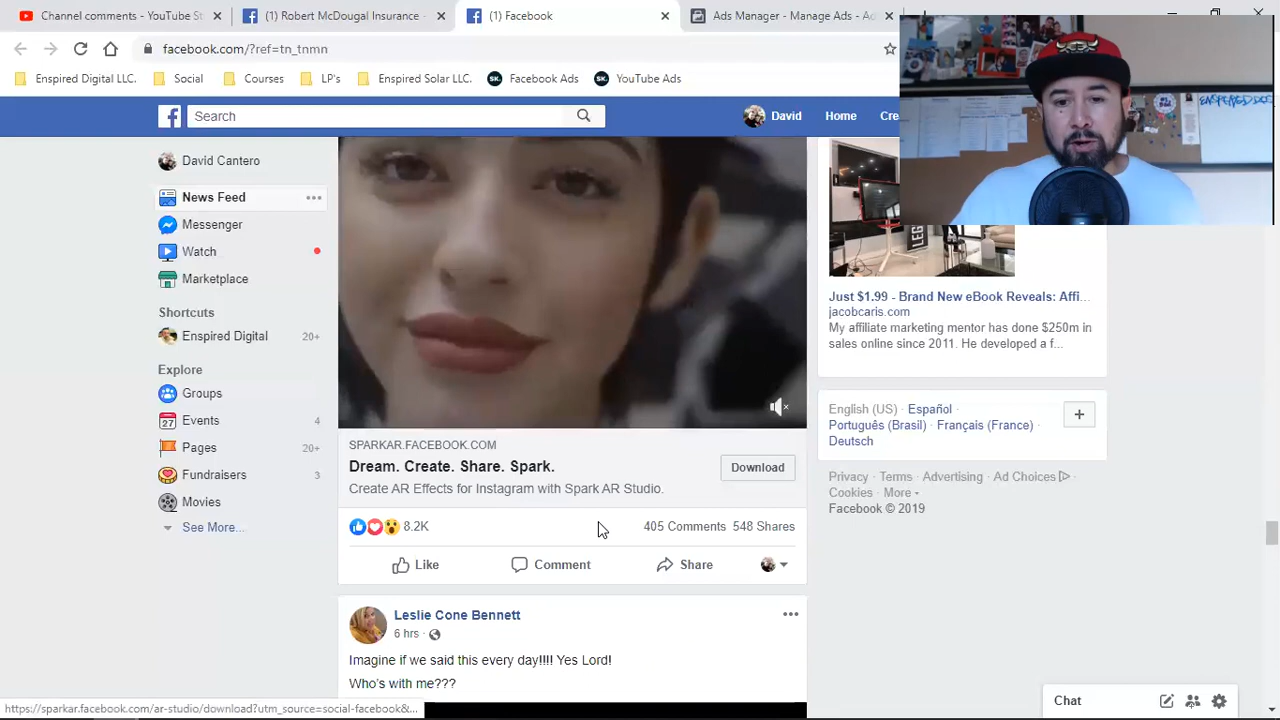 Channel comments - YouTube S
(1) Robert McDougal Insurance -
(1) Facebook
Ads Manager - Manage Ads - Ad
facebook.com/?ref=tn_tnmn
Enspired Digital LLC.
Social
Courses
LP's
Enspired Solar LLC.
SK.
Facebook Ads
SK.
YouTube Ads
Search
David
Home
Cre
David Cantero
News Feed
Messenger
Watch
Marketplace
Shortcuts
Enspired Digital 20+
Explore
Groups
27 Events 4
Pages 20+
Fundraisers 3
Movies
See More...
SPARKAR.FACEBOOK.COM
Dream. Create. Share. Spark.
Create AR Effects for Instagram with Spark AR Studio.
Download
8.2K
405 Comments 548 Shares
Like
Comment
Share
Leslie Cone Bennett
6 hrs
Imagine if we said this every day!!!! Yes Lord!
Who's with me???
Just $1.99 - Brand New eBook Reveals: Affi...
jacobcaris.com
My affiliate marketing mentor has done $250m in
sales online since 2011. He developed a f...
English (US) · Español ·
Português (Brasil) · Français (France) ·
Deutsch
Privacy · Terms · Advertising · Ad Choices ·
Cookies · More
Facebook © 2019
Chat
https://sparkar.facebook.com/ar-studio/download?utm_source=social-facebook&...